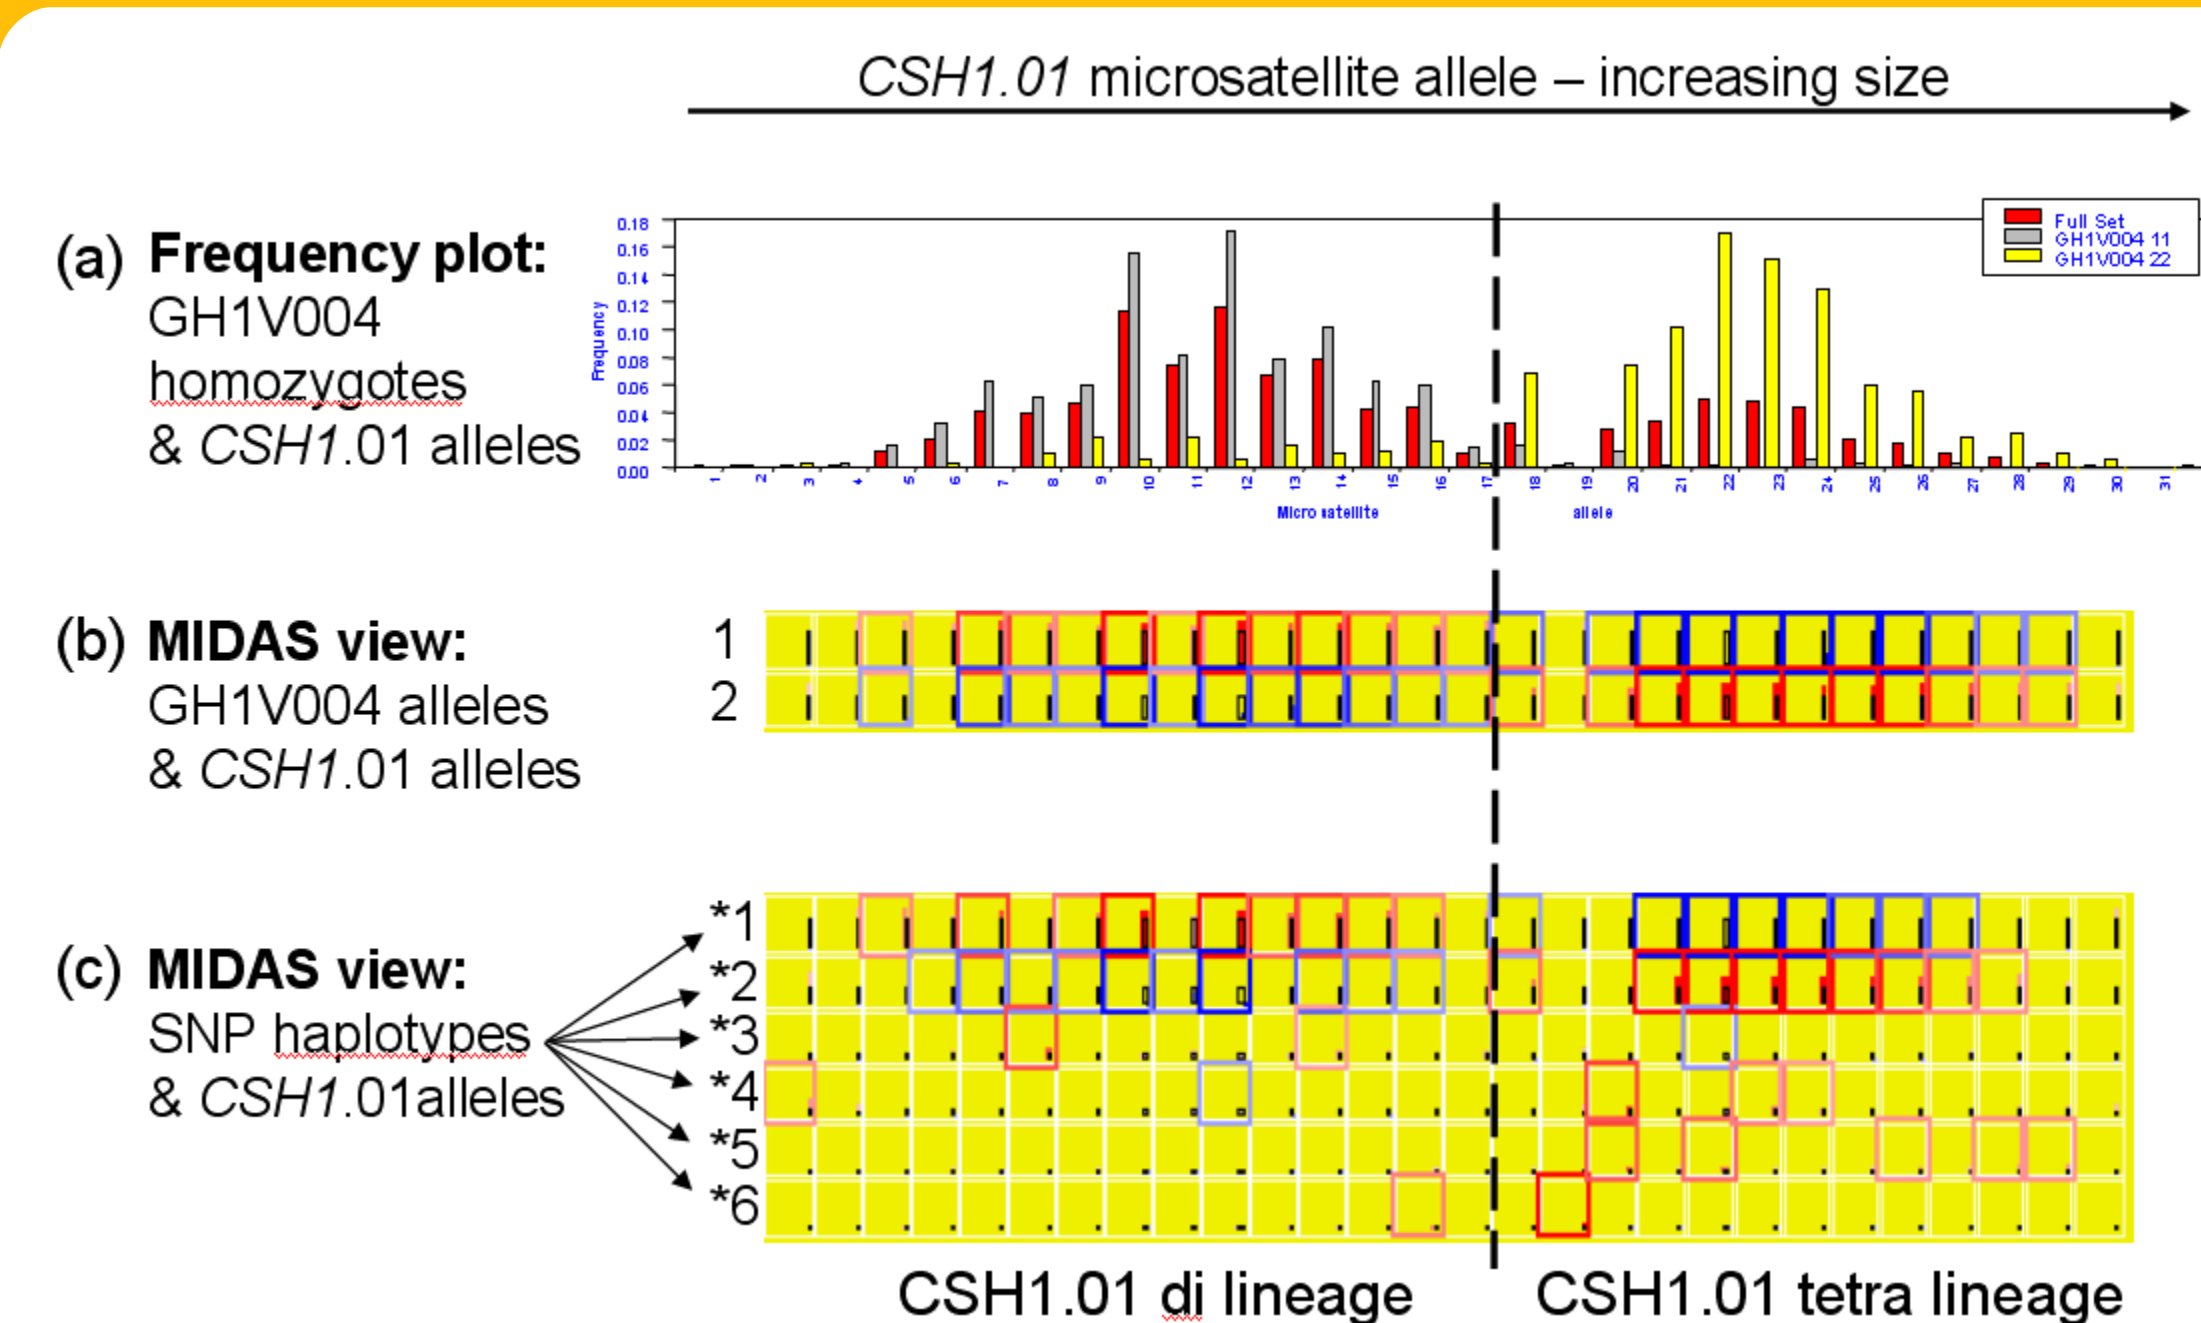 CSH1.01 microsatellite allele – increasing size
(a) Frequency plot:
GH1V004
homozygotes
& CSH1.01 alleles
Frequency
0.18
0.16
0.14
0.12
0.10
0.08
0.06
0.04
0.02
0.00
Full Set
GH1V004 11
GH1V004 22
1 2 3 4 5 6 7 8 9 10 11 12 13 14 15 16 17 18 19 20 21 22 23 24 25 26 27 28 29 30 31
Micro satellite allele
(b) MIDAS view:
GH1V004 alleles
& CSH1.01 alleles
1
2
(c) MIDAS view:
SNP haplotypes
& CSH1.01alleles
*1
*2
*3
*4
*5
*6
CSH1.01 di lineage CSH1.01 tetra lineage